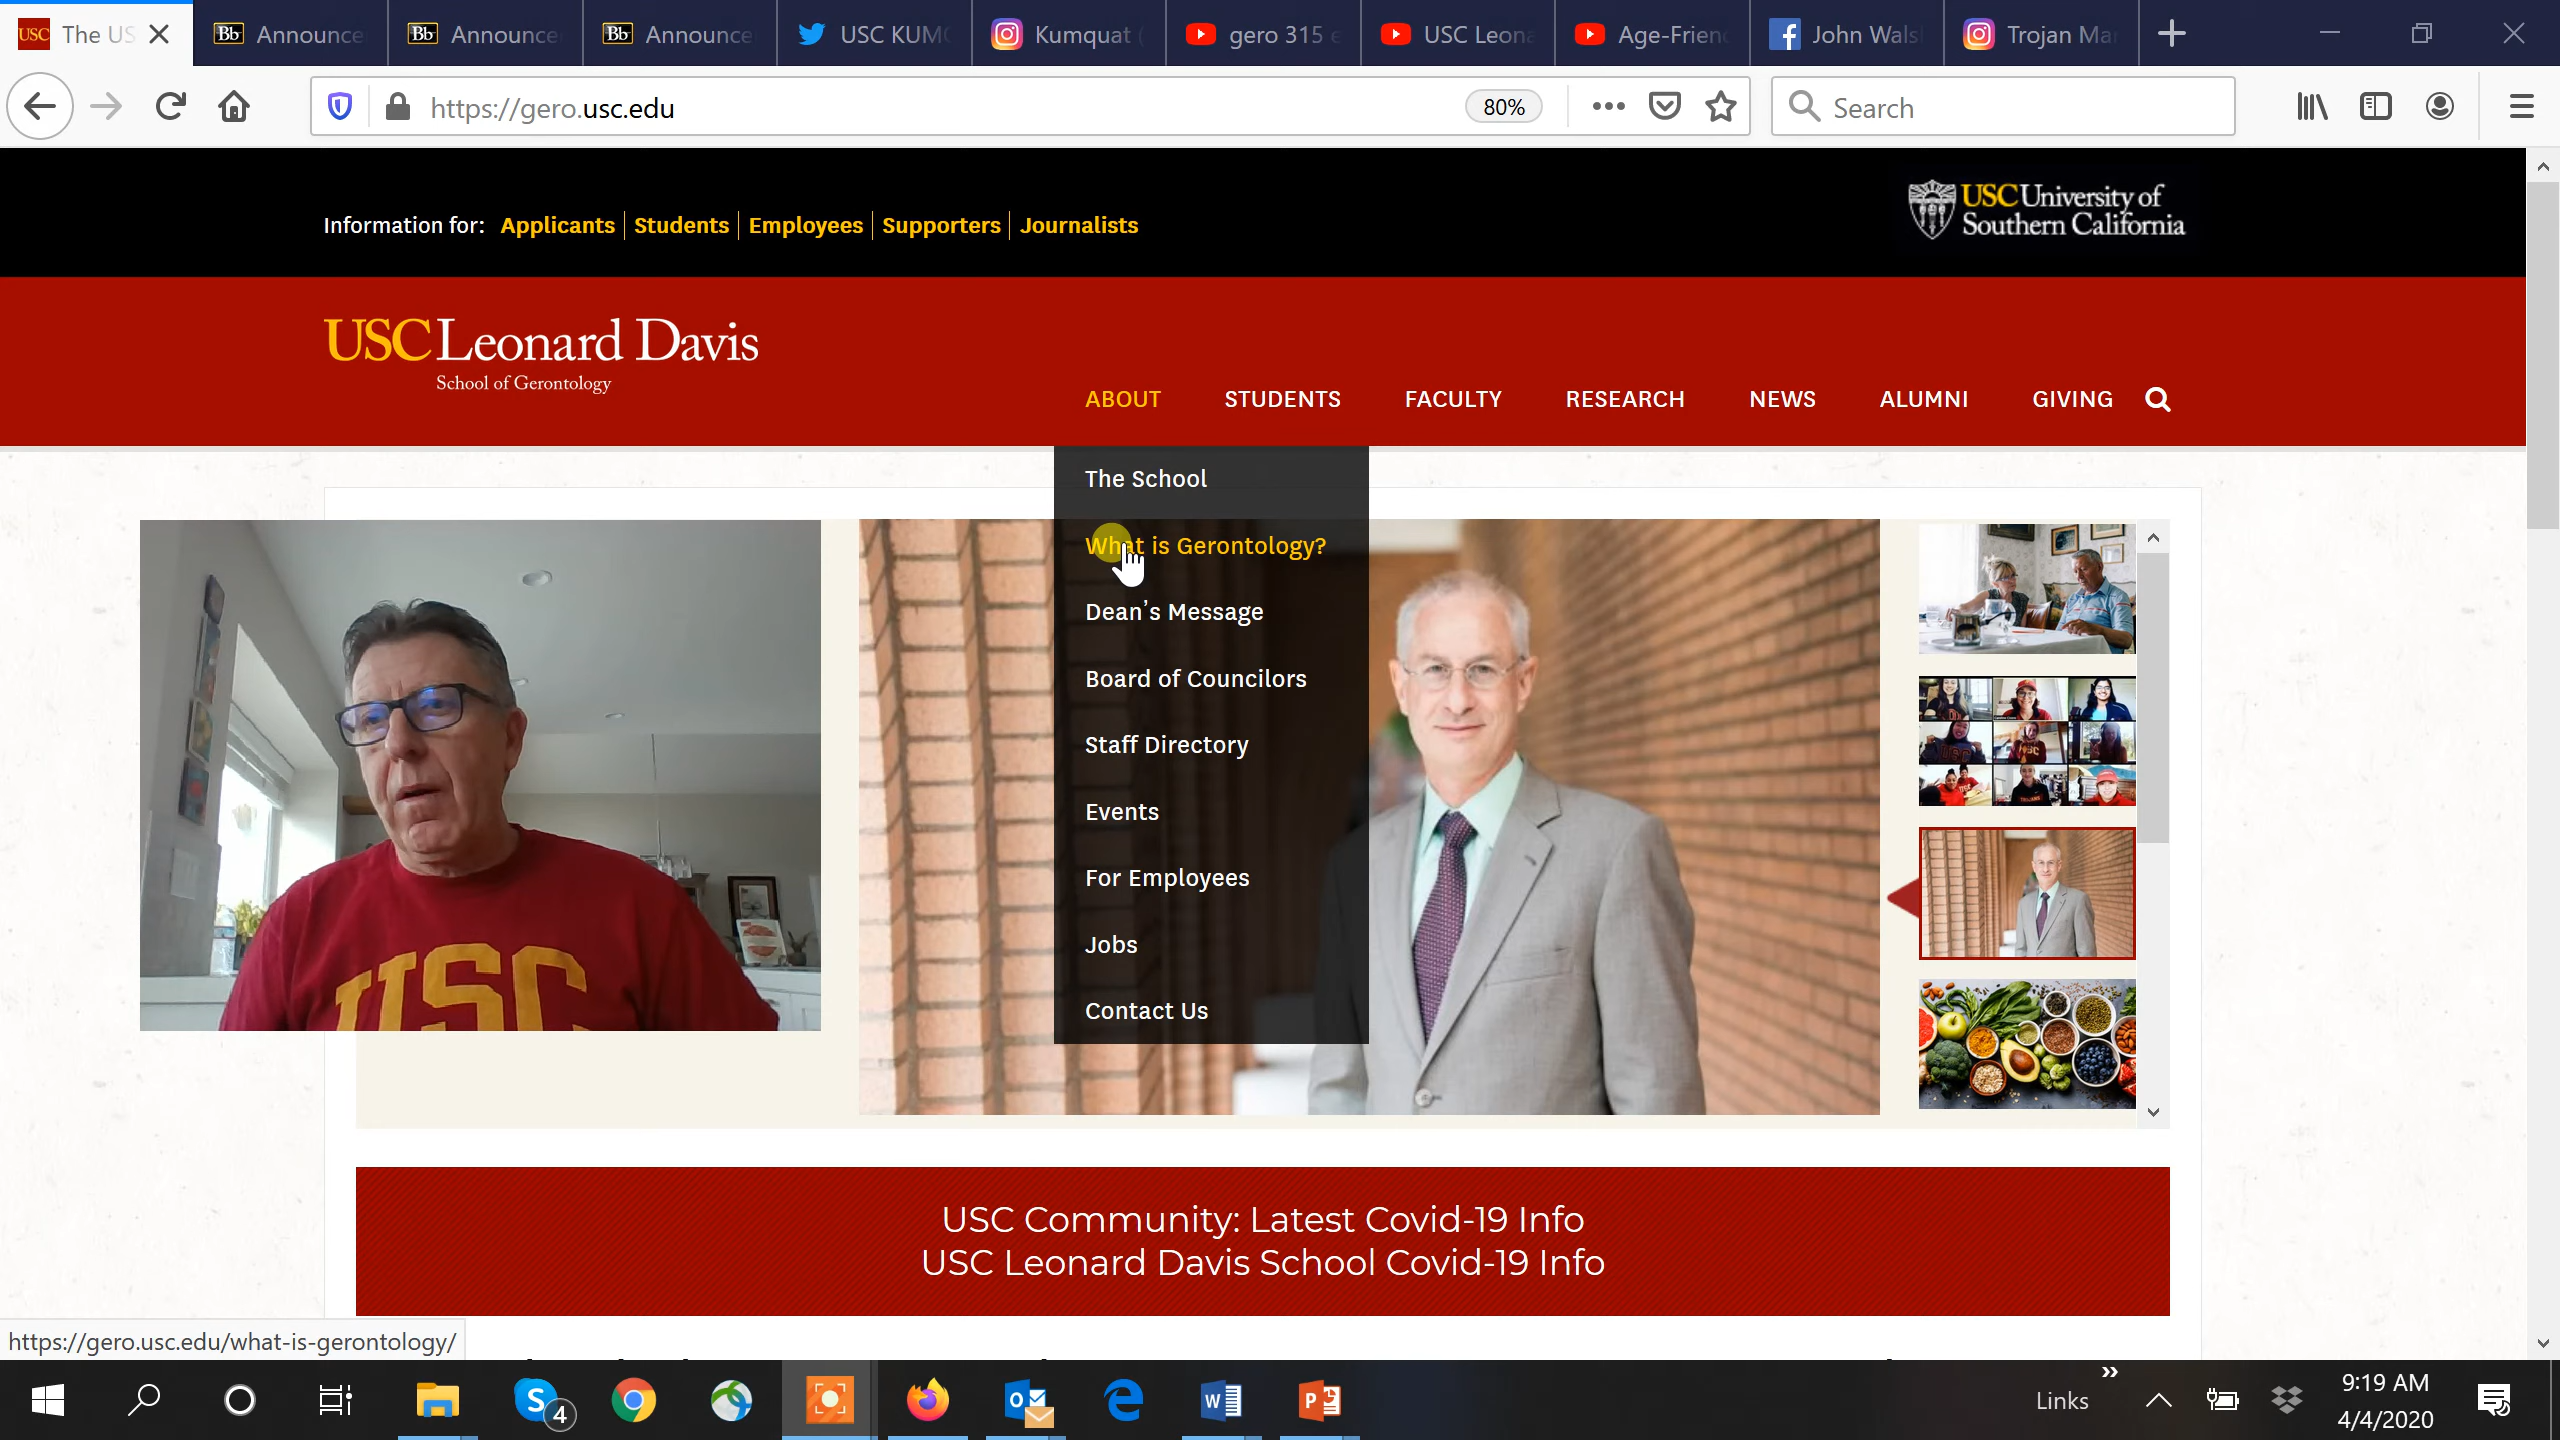 The US
Announce
Announce
Announce
USC KUM
Kumquat (
gero 315 e
USC Leona
Age-Friend
John Wals
Trojan Ma
https://gero.usc.edu
80%
Search
Information for: Applicants Students Employees Supporters Journalists
USC University of
Southern California
USC Leonard Davis
School of Gerontology
ABOUT STUDENTS FACULTY RESEARCH NEWS ALUMNI GIVING
The School
What is Gerontology?
Dean's Message
Board of Councilors
Staff Directory
Events
For Employees
Jobs
Contact Us
USC
USC Community: Latest Covid-19 Info
USC Leonard Davis School Covid-19 Info
https://gero.usc.edu/what-is-gerontology/
4
Links
9:19 AM
4/4/2020